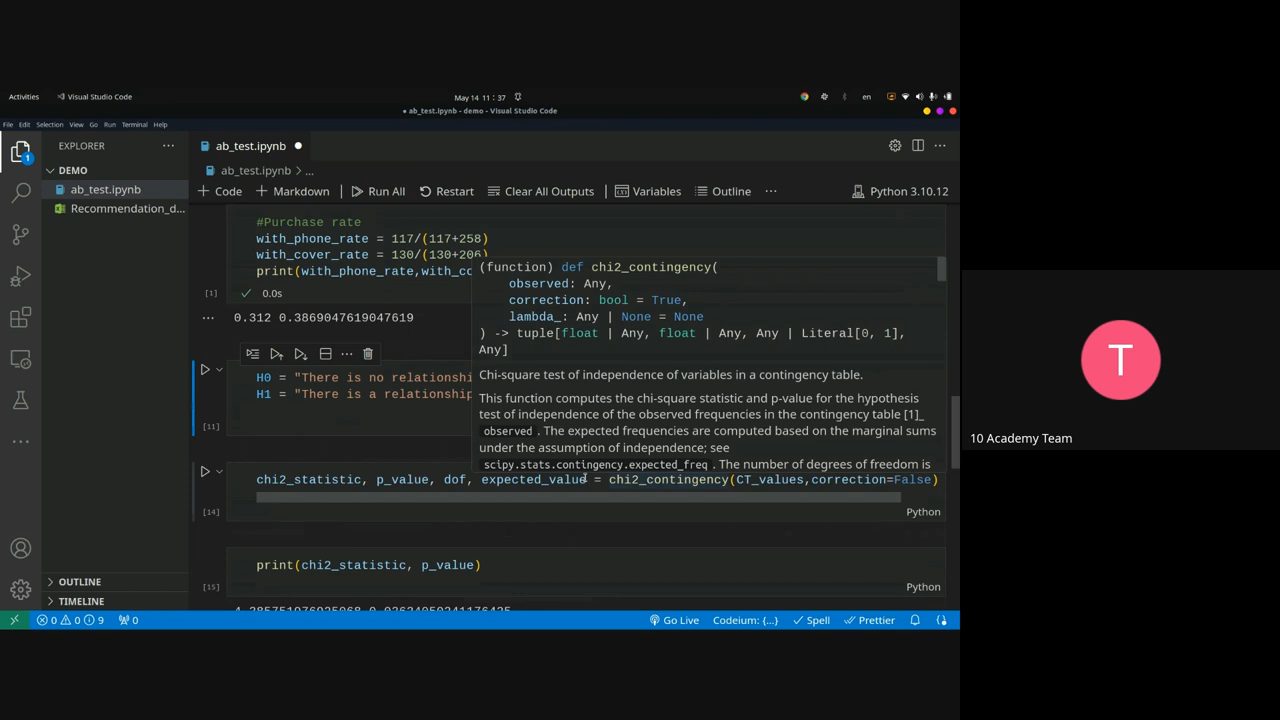 Activities
Visual Studio Code
May 14 11 : 37
en
● ab_test.ipynb - demo - Visual Studio Code
File Edit Selection View Go Run Terminal Help
1
EXPLORER
ab_test.ipynb
DEMO
ab_test.ipynb > ...
ab_test.ipynb
Code Markdown Run All Restart Clear All Outputs Variables Outline Python 3.10.12
Recommendation_d...
#Purchase rate
with_phone_rate = 117/(117+258)
with_cover_rate = 130/(130+206)
print(with_phone_rate,with_co
[1] 0.0s
0.312 0.3869047619047619
(function) def chi2_contingency(
observed: Any,
correction: bool = True,
lambda_: Any | None = None
) -> tuple[float | Any, float | Any, Any | Literal[0, 1],
Any]
Chi-square test of independence of variables in a contingency table.
This function computes the chi-square statistic and p-value for the hypothesis
test of independence of the observed frequencies in the contingency table [1]_
observed . The expected frequencies are computed based on the marginal sums
under the assumption of independence; see
scipy.stats.contingency.expected_freq . The number of degrees of freedom is
H0 = "There is no relationshi
H1 = "There is a relationship
[11]
chi2_statistic, p_value, dof, expected_value = chi2_contingency(CT_values,correction=False)
[14]
Python
print(chi2_statistic, p_value)
[15]
Python
OUTLINE
TIMELINE
0 0 9 0
Go Live Codeium: {...} Spell Prettier
T
10 Academy Team